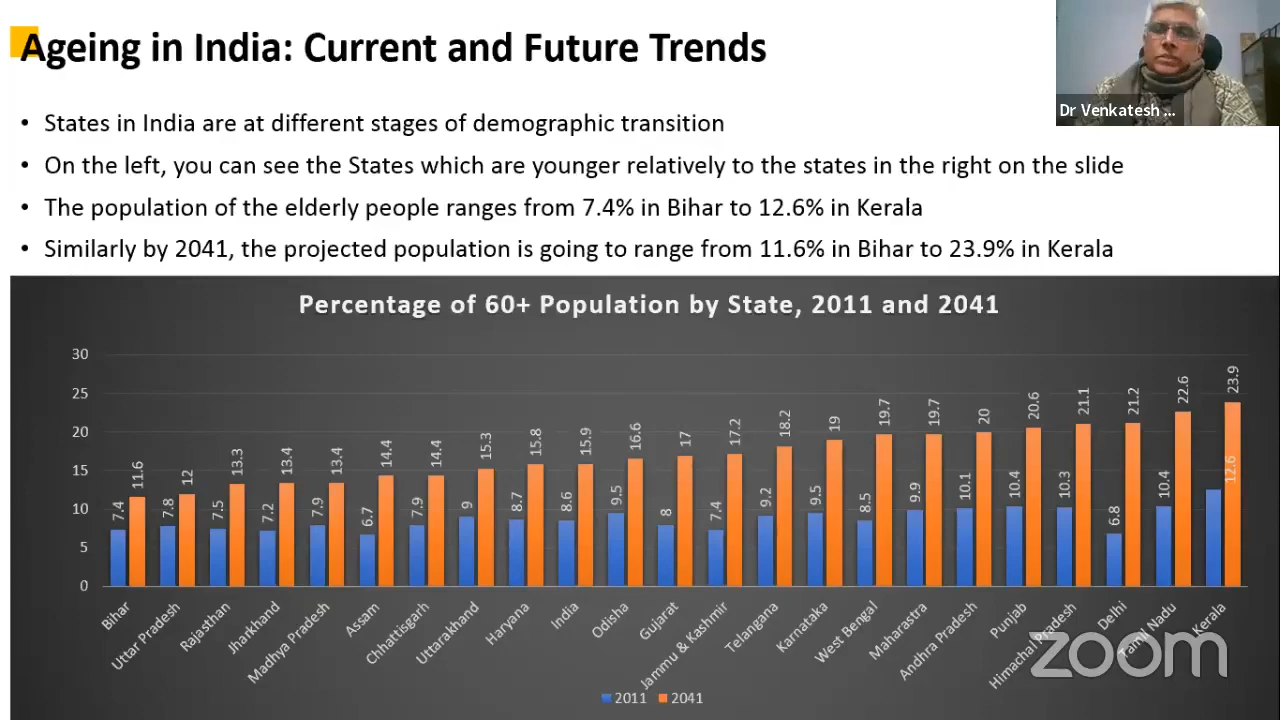 Ageing in India: Current and Future Trends
Dr Venkatesh ...
• States in India are at different stages of demographic transition
• On the left, you can see the States which are younger relatively to the states in the right on the slide
• The population of the elderly people ranges from 7.4% in Bihar to 12.6% in Kerala
• Similarly by 2041, the projected population is going to range from 11.6% in Bihar to 23.9% in Kerala
Percentage of 60+ Population by State, 2011 and 2041
30
25
20
15
10
5
0
7.4 11.6
7.8 12
7.5 13.3
7.2 13.4
7.9 13.4
6.7 14.4
7.9 14.4
9 15.3
8.7 15.8
8.6 15.9
9.5 16.6
8 17
7.4 17.2
9.2 18.2
9.5 19
8.5 19.7
9.9 19.7
10.1 20
10.4 20.6
10.3 21.1
6.8 21.2
10.4 22.6
12.6 23.9
Bihar
Uttar Pradesh
Rajasthan
Jharkhand
Madhya Pradesh
Assam
Chhattisgarh
Uttarakhand
Haryana
India
Odisha
Gujarat
Jammu & Kashmir
Telangana
Karnataka
West Bengal
Maharastra
Andhra Pradesh
Punjab
Himachal Pradesh
Delhi
Tamil Nadu
Kerala
2011 2041
zoom